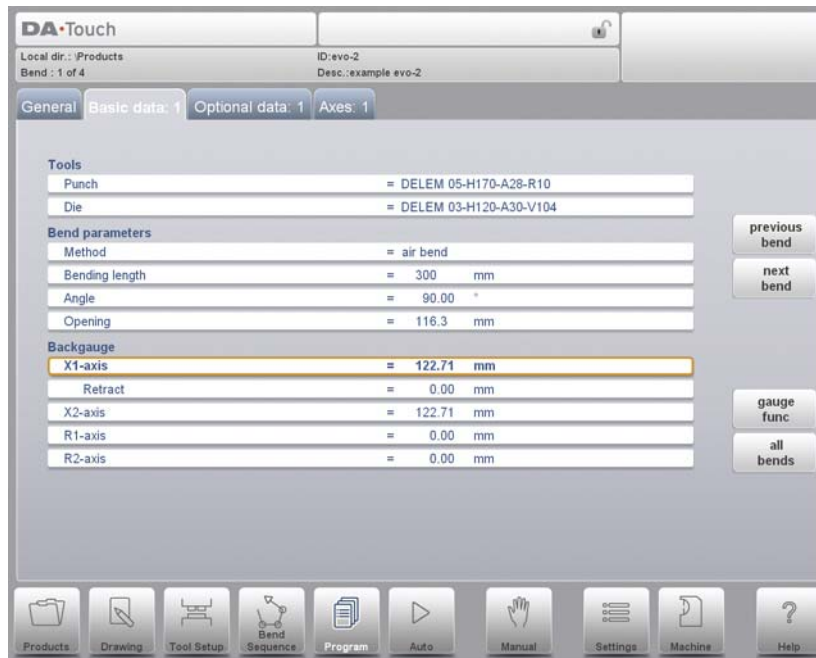 DA·Touch
Local dir.: \Products ID:evo-2
Bend : 1 of 4 Desc.:example evo-2
General Basic data: 1 Optional data: 1 Axes: 1
Tools
Punch = DELEM 05-H170-A28-R10
Die = DELEM 03-H120-A30-V104
Bend parameters
Method = air bend
Bending length = 300 mm
Angle = 90.00 °
Opening = 116.3 mm
Backgauge
X1-axis = 122.71 mm
Retract = 0.00 mm
X2-axis = 122.71 mm
R1-axis = 0.00 mm
R2-axis = 0.00 mm
previous
bend
next
bend
gauge
func
all
bends
Products Drawing Tool Setup Bend
Sequence Program Auto Manual Settings Machine Help